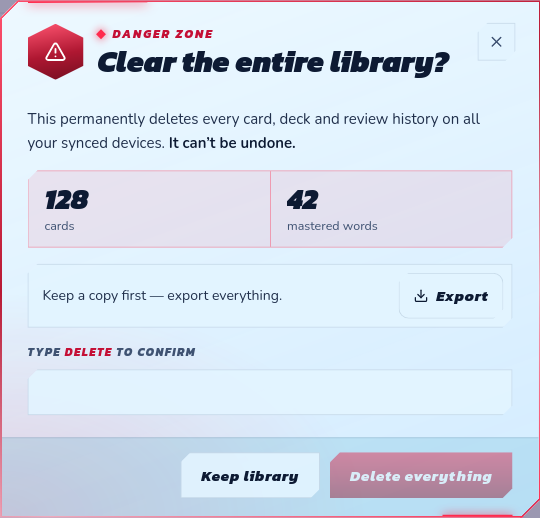 DANGER ZONE
Clear the entire library?
This permanently deletes every card, deck and review history on all
your synced devices. It can't be undone.
128
cards
42
mastered words
Keep a copy first — export everything.
Export
TYPE DELETE TO CONFIRM
Keep library
Delete everything